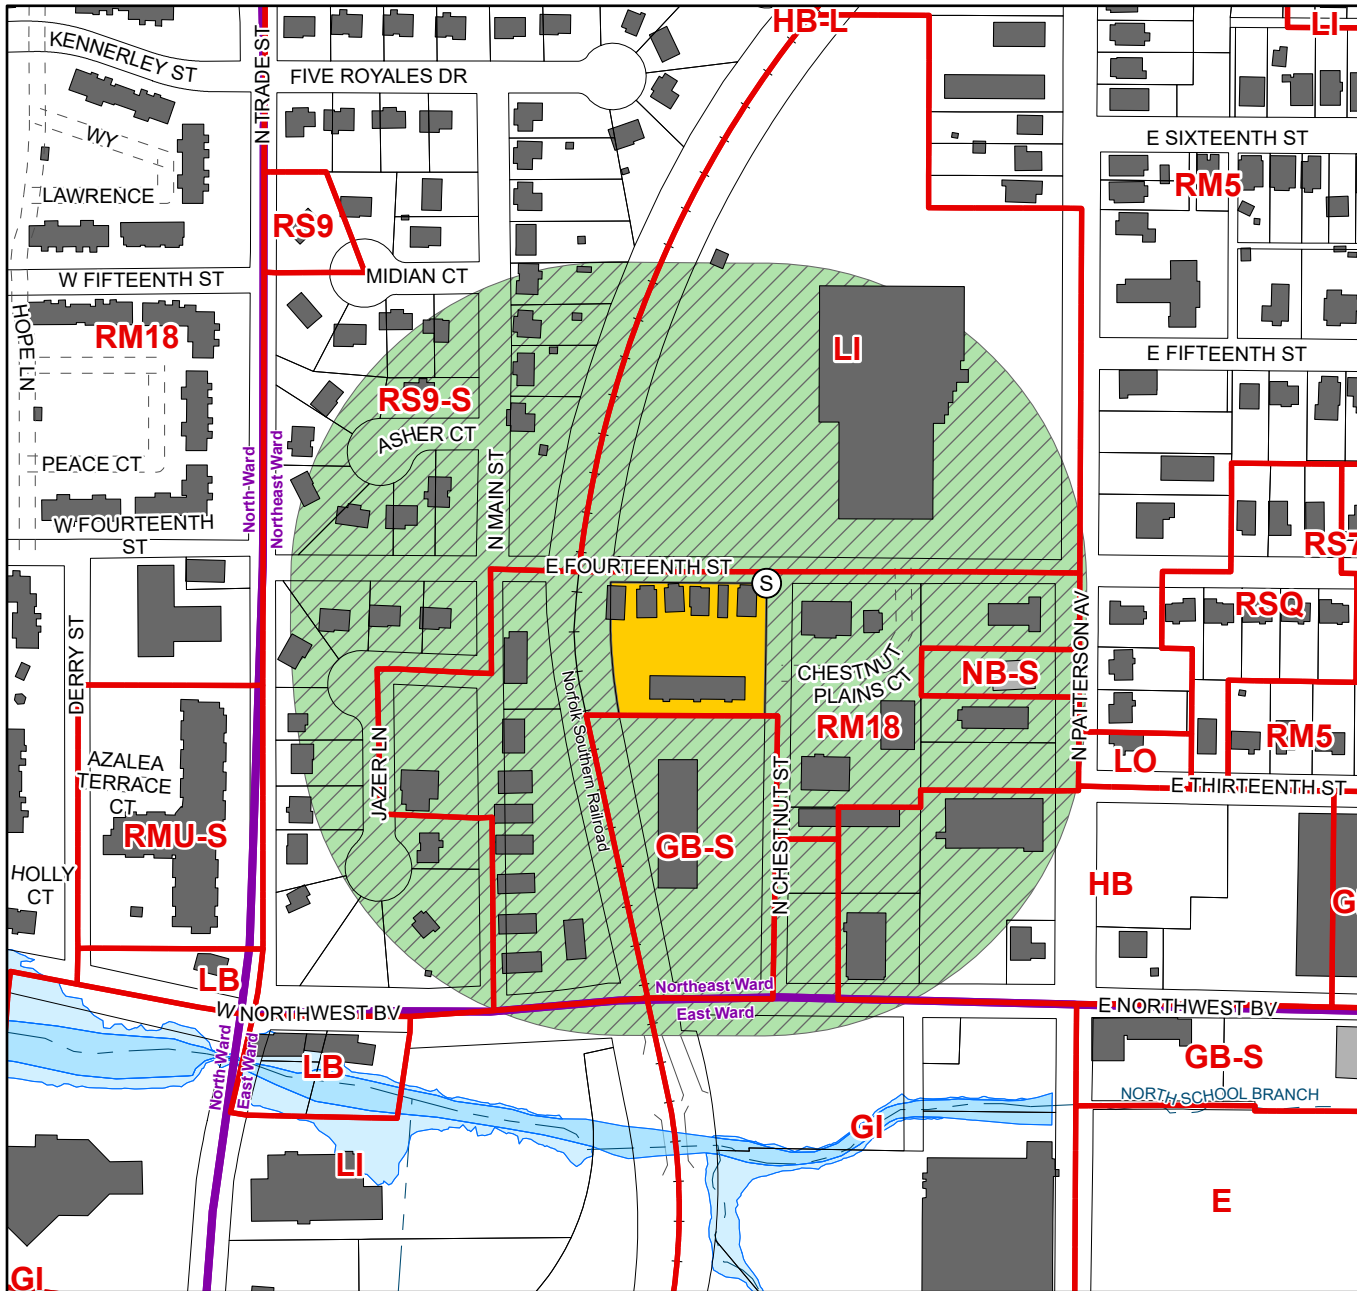 HB-L
LI
KENNERLEY ST
N TRADE ST
FIVE ROYALES DR
WY
E SIXTEENTH ST
LAWRENCE
RM5
RS9
W FIFTEENTH ST
MIDIAN CT
HOPE LN
RM18
LI
E FIFTEENTH ST
RS9-S
ASHER CT
PEACE CT
North Ward
Northeast Ward
N MAIN ST
W FOURTEENTH
ST
RS7
E FOURTEENTH ST
S
RSQ
DERRY ST
N PATTERSON AV
CHESTNUT
PLAINS CT
NB-S
Norfolk Southern Railroad
RM18
RM5
LO
JAZER LN
AZALEA
TERRACE
CT
E THIRTEENTH ST
RMU-S
GB-S
N CHESTNUT ST
HOLLY
CT
HB
G
LB
Northeast Ward
East Ward
W NORTHWEST BV
E NORTHWEST BV
North Ward
East Ward
LB
GB-S
NORTH SCHOOL BRANCH
GI
LI
E
GI